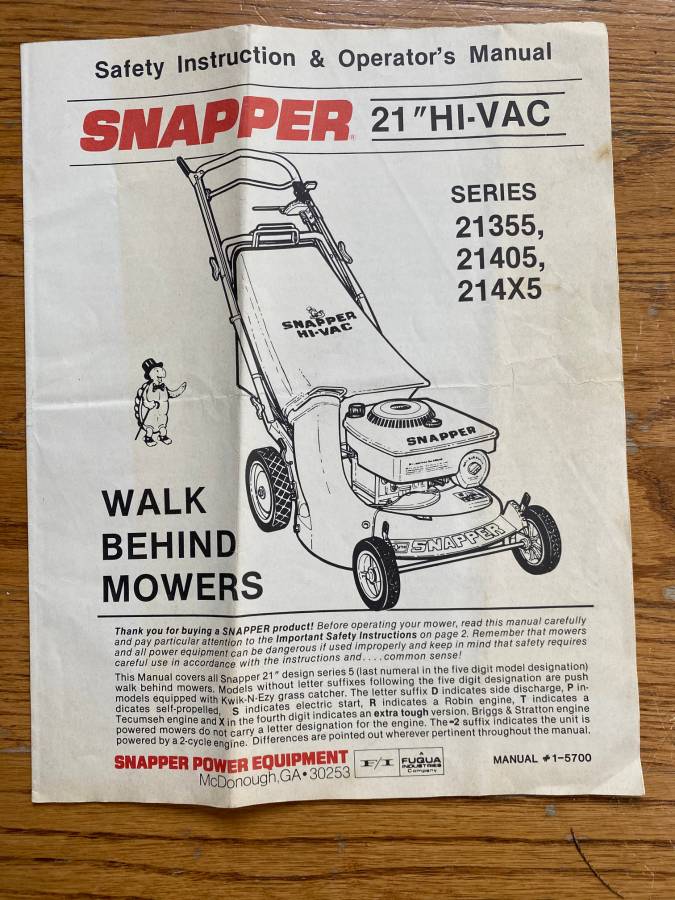 Safety Instruction & Operator's Manual
SNAPPER® 21" HI-VAC
SERIES
21355,
21405,
214X5
SNAPPER
HI-VAC
SNAPPER
SNAPPER
WALK
BEHIND
MOWERS
Thank you for buying a SNAPPER product! Before operating your mower, read this manual carefully
and pay particular attention to the Important Safety Instructions on page 2. Remember that mowers
and all power equipment can be dangerous if used improperly and keep in mind that safety requires
careful use in accordance with the instructions and....common sense!
This Manual covers all Snapper 21" design series 5 (last numeral in the five digit model designation)
walk behind mowers. Models without letter suffixes following the five digit designation are push
models equipped with Kwik-N-Ezy grass catcher. The letter suffix D indicates side discharge, P in-
dicates self-propelled, S indicates electric start, R indicates a Robin engine, T indicates a
Tecumseh engine and X in the fourth digit indicates an extra tough version. Briggs & Stratton engine
powered mowers do not carry a letter designation for the engine. The -2 suffix indicates the unit is
powered by a 2-cycle engine. Differences are pointed out wherever pertinent throughout the manual.
SNAPPER POWER EQUIPMENT
McDonough, GA • 30253
F/I
A
FUQUA
INDUSTRIES
Company
MANUAL #1-5700